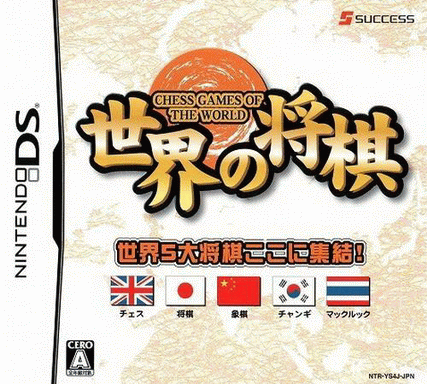 SUCCESS
NINTENDO DS
CHESS GAMES OF
THE WORLD
世界の将棋
世界5大将棋ここに集結!
チェス 将棋 象棋 チャンギ マックルック
CERO
A
NTR-YS4J-JPN